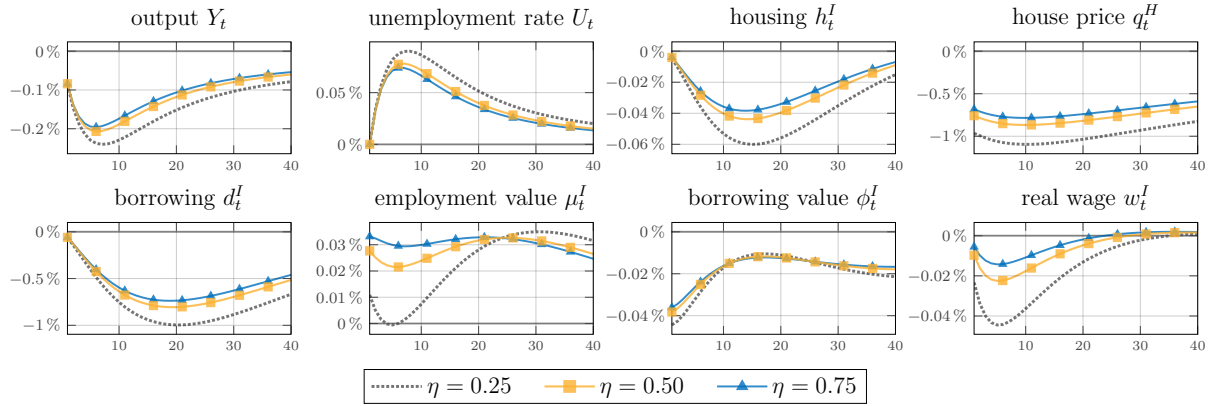 output Y_t
unemployment rate U_t
housing h_t^I
house price q_t^H
0 %
−0.1 %
−0.2 %
10 20 30 40
0.05 %
0 %
10 20 30 40
0 %
−0.02 %
−0.04 %
−0.06 %
10 20 30 40
0 %
−0.5 %
−1 %
10 20 30 40
borrowing d_t^I
employment value μ_t^I
borrowing value ϕ_t^I
real wage w_t^I
0 %
−0.5 %
−1 %
10 20 30 40
0.03 %
0.02 %
0.01 %
0 %
10 20 30 40
0 %
−0.02 %
−0.04 %
10 20 30 40
0 %
−0.02 %
−0.04 %
10 20 30 40
η = 0.25 η = 0.50 η = 0.75